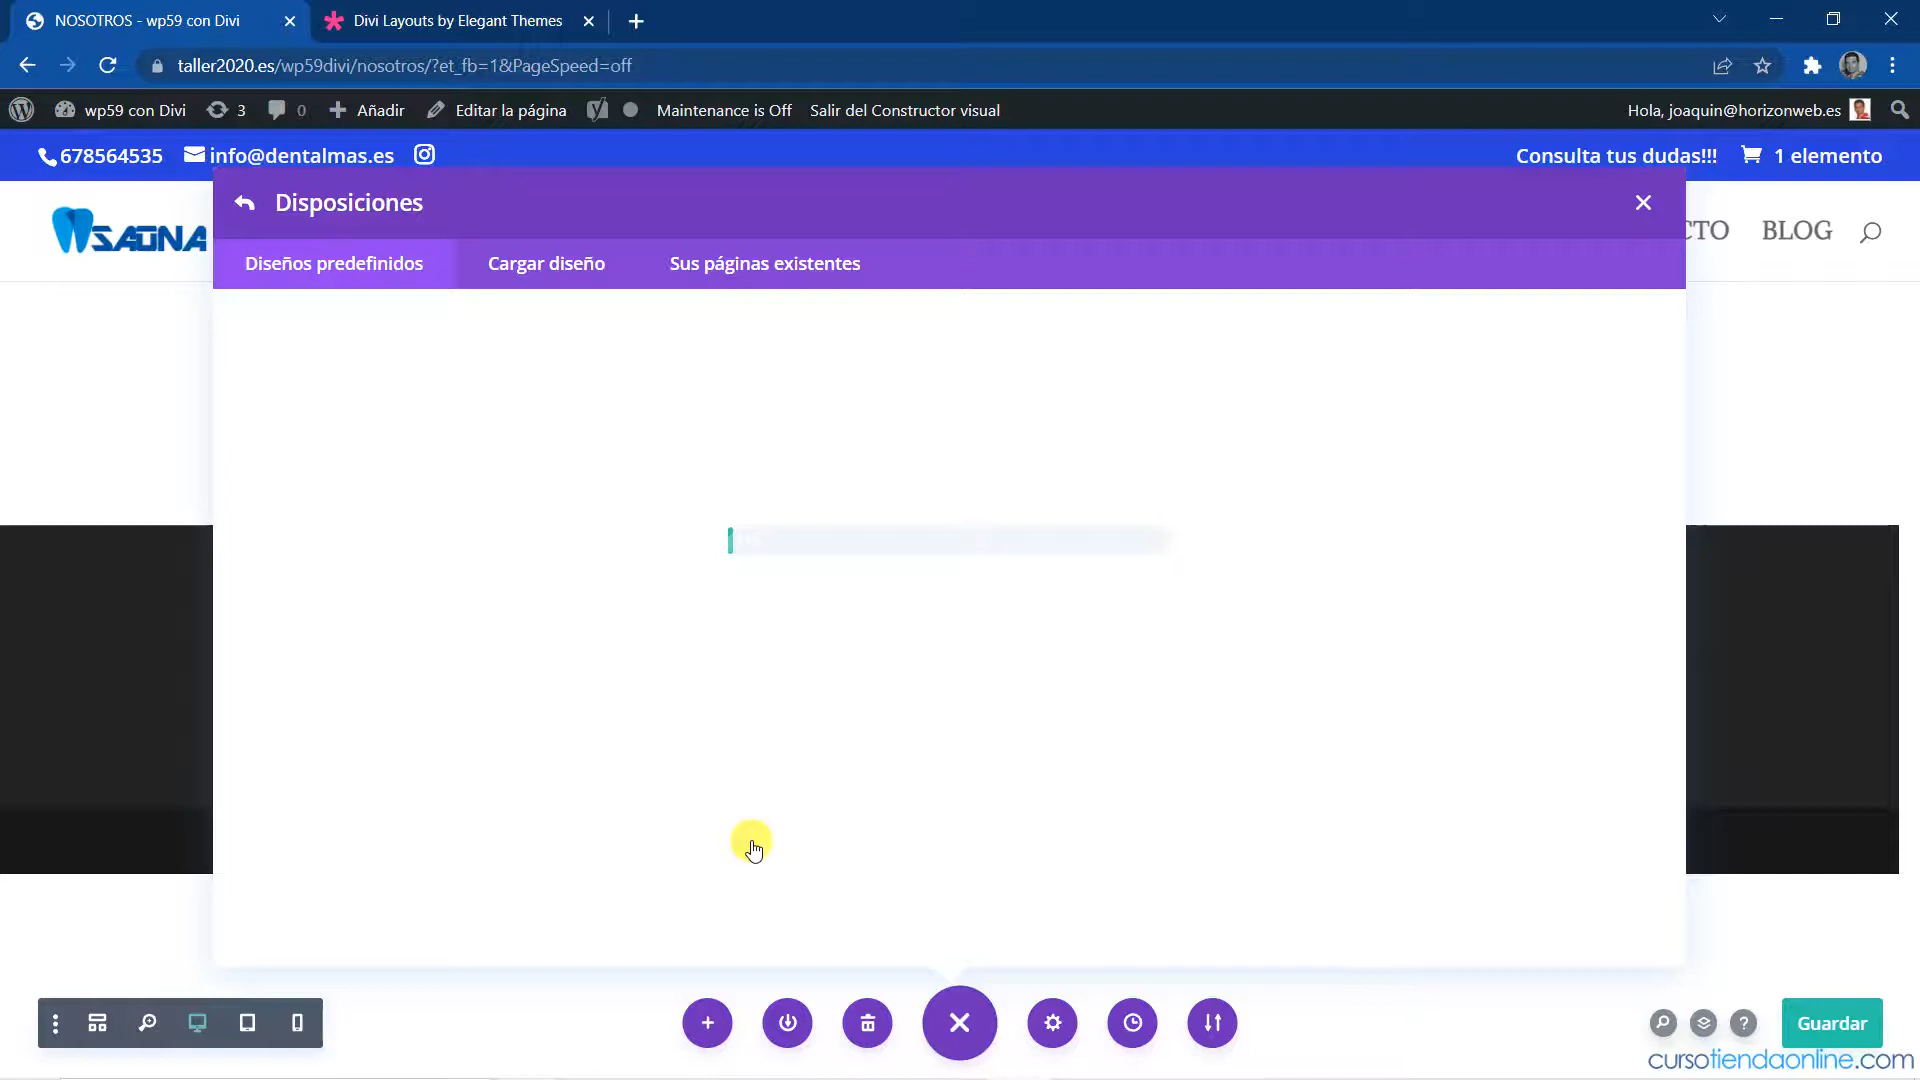 NOSOTROS - wp59 con Divi
Divi Layouts by Elegant Themes
taller2020.es/wp59divi/nosotros/?et_fb=1&PageSpeed=off
wp59 con Divi
3
0
Añadir
Editar la página
Maintenance is Off
Salir del Constructor visual
Hola, joaquin@horizonweb.es
678564535
info@dentalmas.es
Consulta tus dudas!!!
1 elemento
Disposiciones
SAONA
CTO
BLOG
Diseños predefinidos
Cargar diseño
Sus páginas existentes
Guardar
cursotiendaonline.com